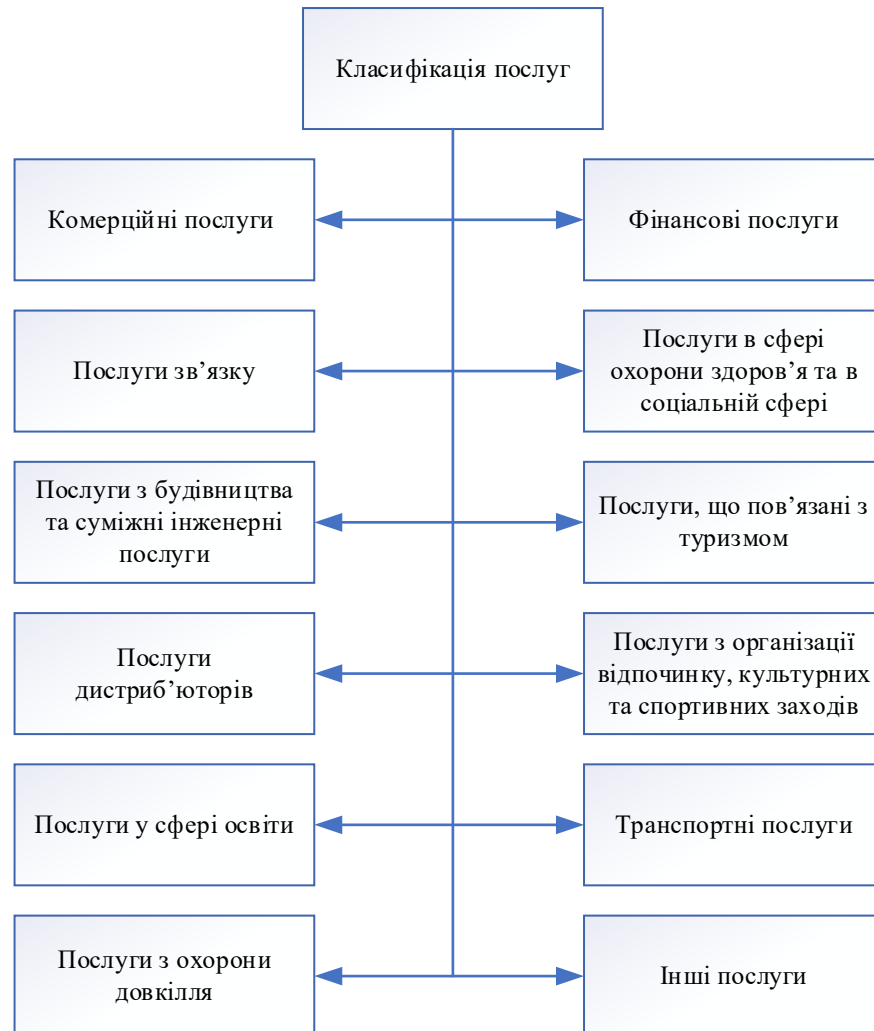 Класифікація послуг
Комерційні послуги
Фінансові послуги
Послуги зв’язку
Послуги в сфері
охорони здоров’я та в
соціальній сфері
Послуги з будівництва
та суміжні інженерні
послуги
Послуги, що пов’язані з
туризмом
Послуги
дистриб’юторів
Послуги з організації
відпочинку, культурних
та спортивних заходів
Послуги у сфері освіти
Транспортні послуги
Послуги з охорони
довкілля
Інші послуги